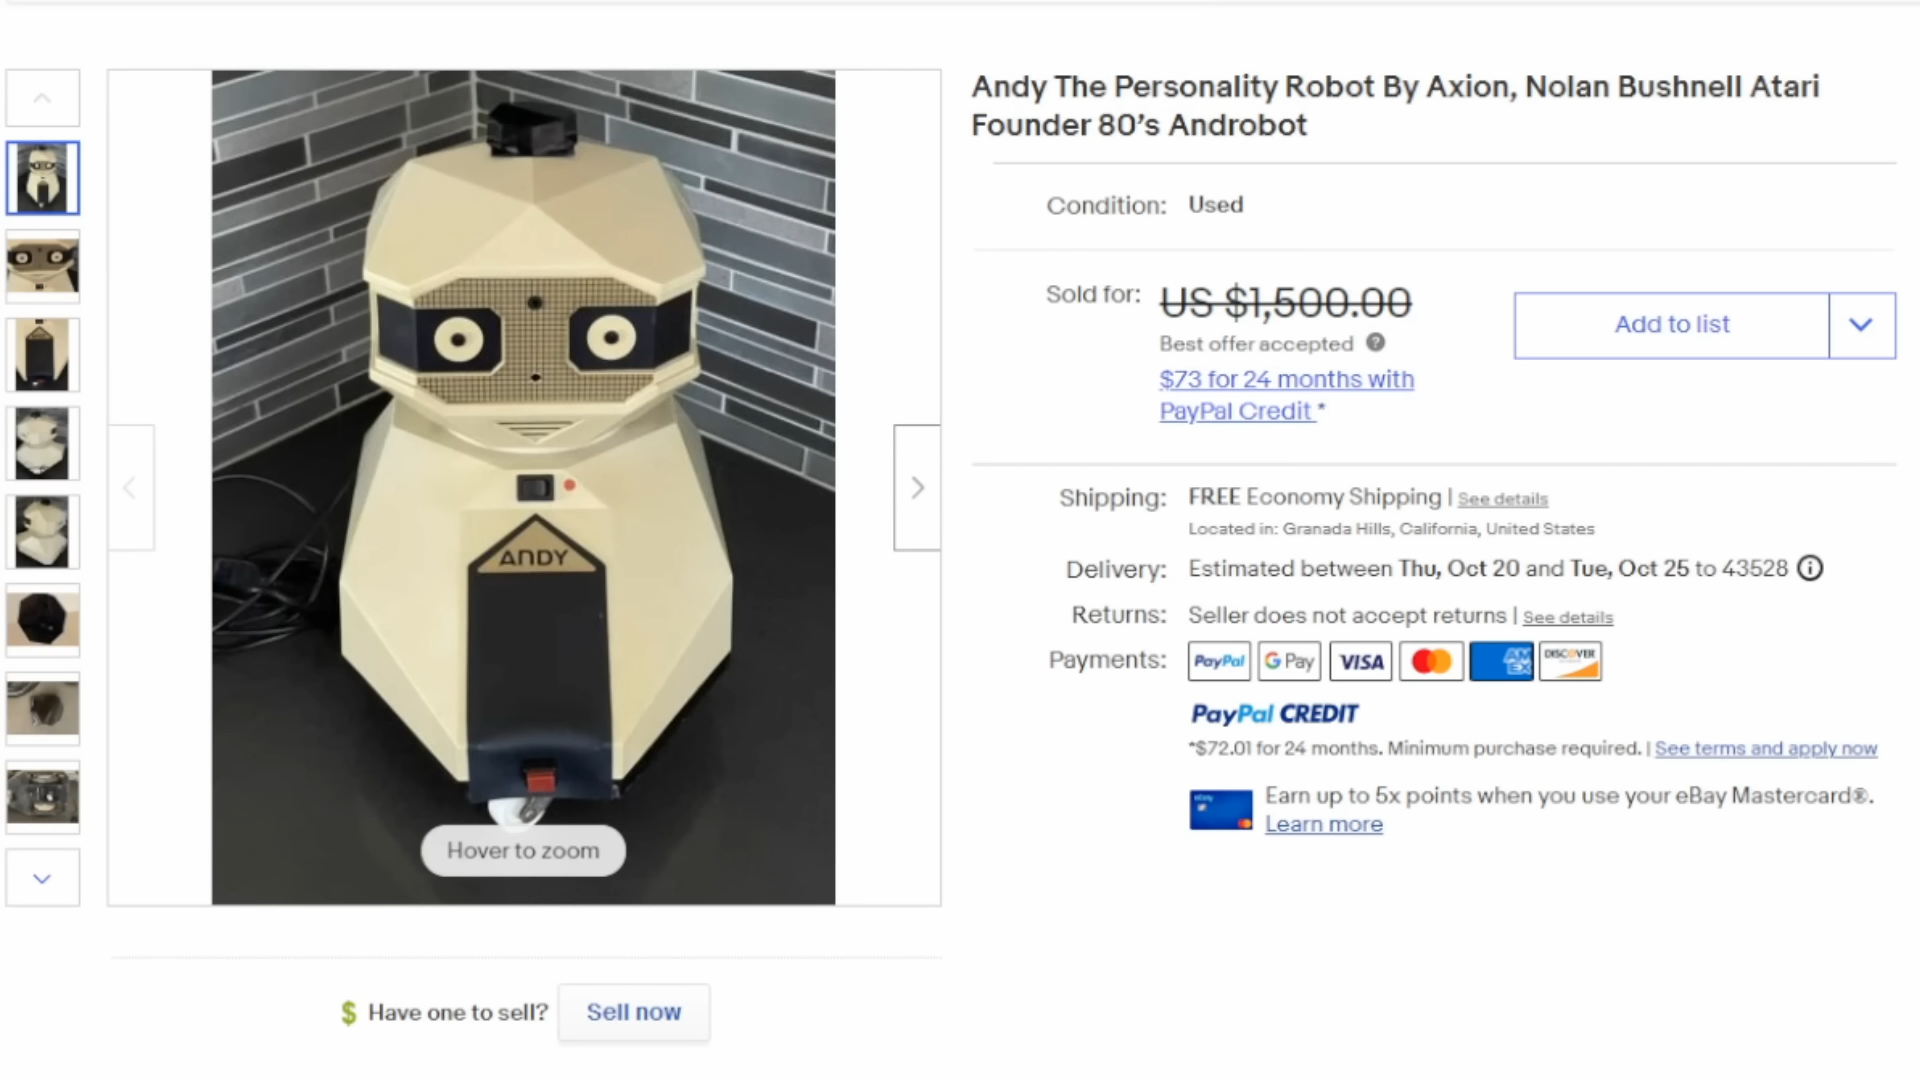 Andy The Personality Robot By Axion, Nolan Bushnell Atari
Founder 80's Androbot
Condition: Used
Sold for: US $1,500.00
Best offer accepted ?
$73 for 24 months with
PayPal Credit *
Add to list
Shipping: FREE Economy Shipping | See details
Located in: Granada Hills, California, United States
Delivery: Estimated between Thu, Oct 20 and Tue, Oct 25 to 43528
Returns: Seller does not accept returns | See details
Payments: PayPal G Pay VISA AM EX DISCOVER
PayPal CREDIT
*$72.01 for 24 months. Minimum purchase required. | See terms and apply now
ebay
Earn up to 5x points when you use your eBay Mastercard®.
Learn more
ANDY
Hover to zoom
$ Have one to sell? Sell now